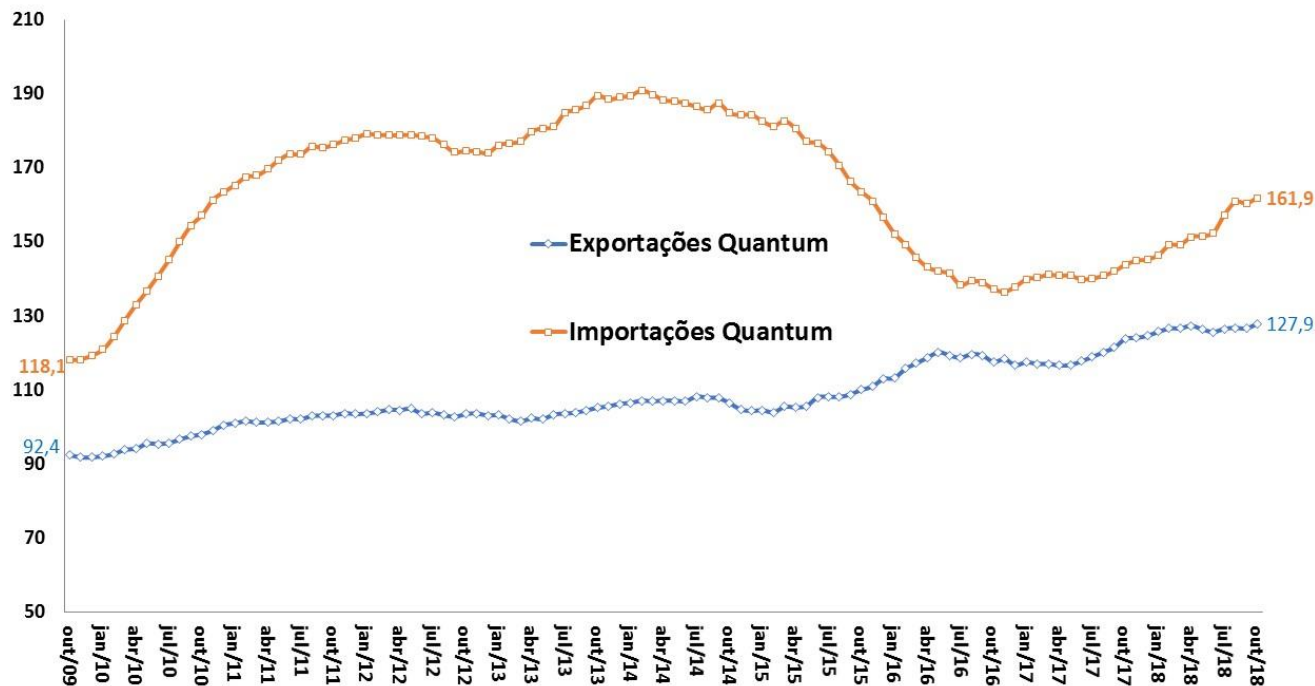 210
190
170
150
130
110
90
70
50
118,1
92,4
161,9
127,9
Exportações Quantum
Importações Quantum
out/09
jan/10
abr/10
jul/10
out/10
jan/11
abr/11
jul/11
out/11
jan/12
abr/12
jul/12
out/12
jan/13
abr/13
jul/13
out/13
jan/14
abr/14
jul/14
out/14
jan/15
abr/15
jul/15
out/15
jan/16
abr/16
jul/16
out/16
jan/17
abr/17
jul/17
out/17
jan/18
abr/18
jul/18
out/18